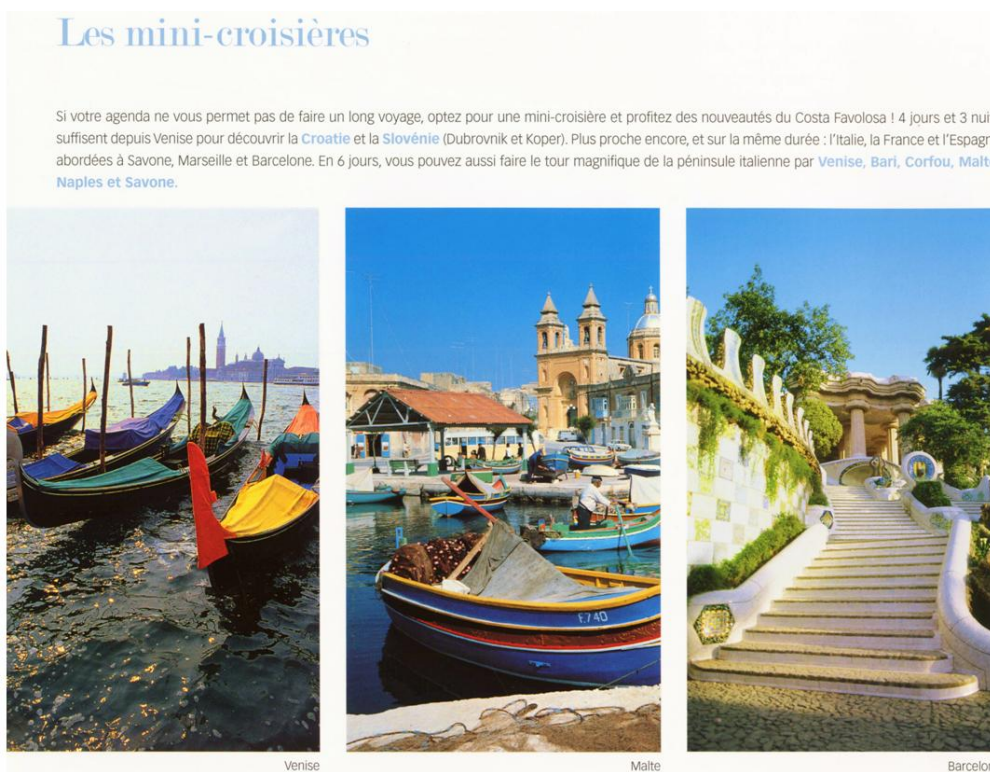 Les mini-croisières
Si votre agenda ne vous permet pas de faire un long voyage, optez pour une mini-croisière et profitez des nouveautés du Costa Favolosa ! 4 jours et 3 nui
suffisent depuis Venise pour découvrir la Croatie et la Slovénie (Dubrovnik et Koper). Plus proche encore, et sur la même durée : l'Italie, la France et l'Espagn
abordées à Savone, Marseille et Barcelone. En 6 jours, vous pouvez aussi faire le tour magnifique de la péninsule italienne par Venise, Bari, Corfou, Malt
Naples et Savone.
F.740
Venise
Malte
Barcelon